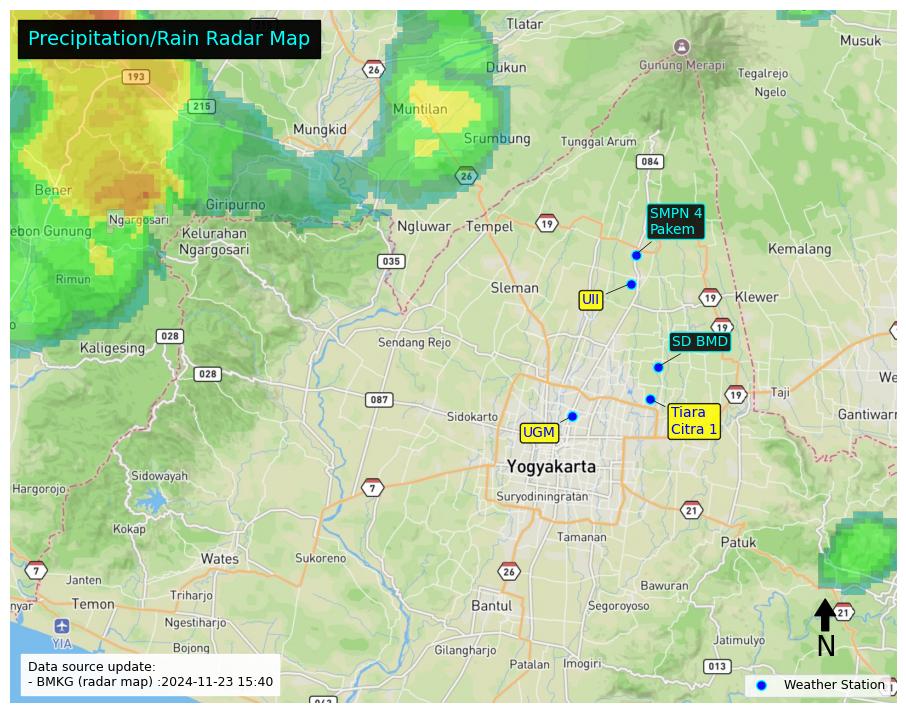 Precipitation/Rain Radar Map
Tlatar
Musuk
26
Dukun
Gunung Merapi
Tegalrejo
193
Ngelo
215
Muntilan
Mungkid
Srumbung
Tunggal Arum
084
26
Bener
Giripurno
Ngargosari
SMPN 4
Pakem
19
Ngluwar
Tempel
ebon Gunung
Kelurahan
Ngargosari
Kemalang
035
Rimun
Sleman
UII
19
Klewer
19
028
Kaligesing
Sendang Rejo
SD BMD
028
087
19
Taji
We
Sidokarto
Tiara
Citra 1
Gantiwarn
UGM
Yogyakarta
Sidowayah
Hargorojo
7
Suryodiningratan
21
Kokap
Tamanan
Patuk
Wates
Sukoreno
7
Janten
26
Bawuran
Triharjo
nyar
Temon
Bantul
Segoroyoso
21
Ngestiharjo
YIA
N
Bojong
Gilangharjo
Jatimulyo
Patalan
Imogiri
013
Data source update:
- BMKG (radar map) :2024-11-23 15:40
Weather Station